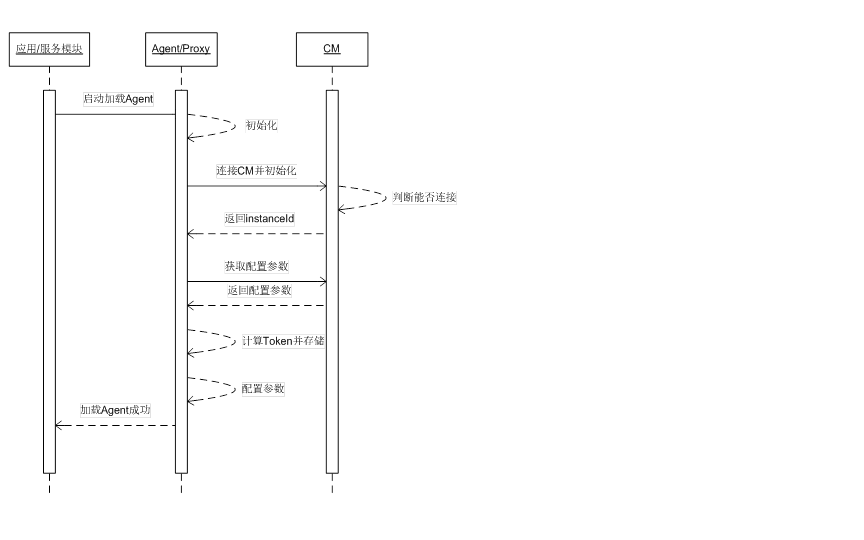 应用/服务模块
Agent/Proxy
CM
启动加载Agent
初始化
连接CM并初始化
判断能否连接
返回instanceId
获取配置参数
返回配置参数
计算Token并存储
配置参数
加载Agent成功